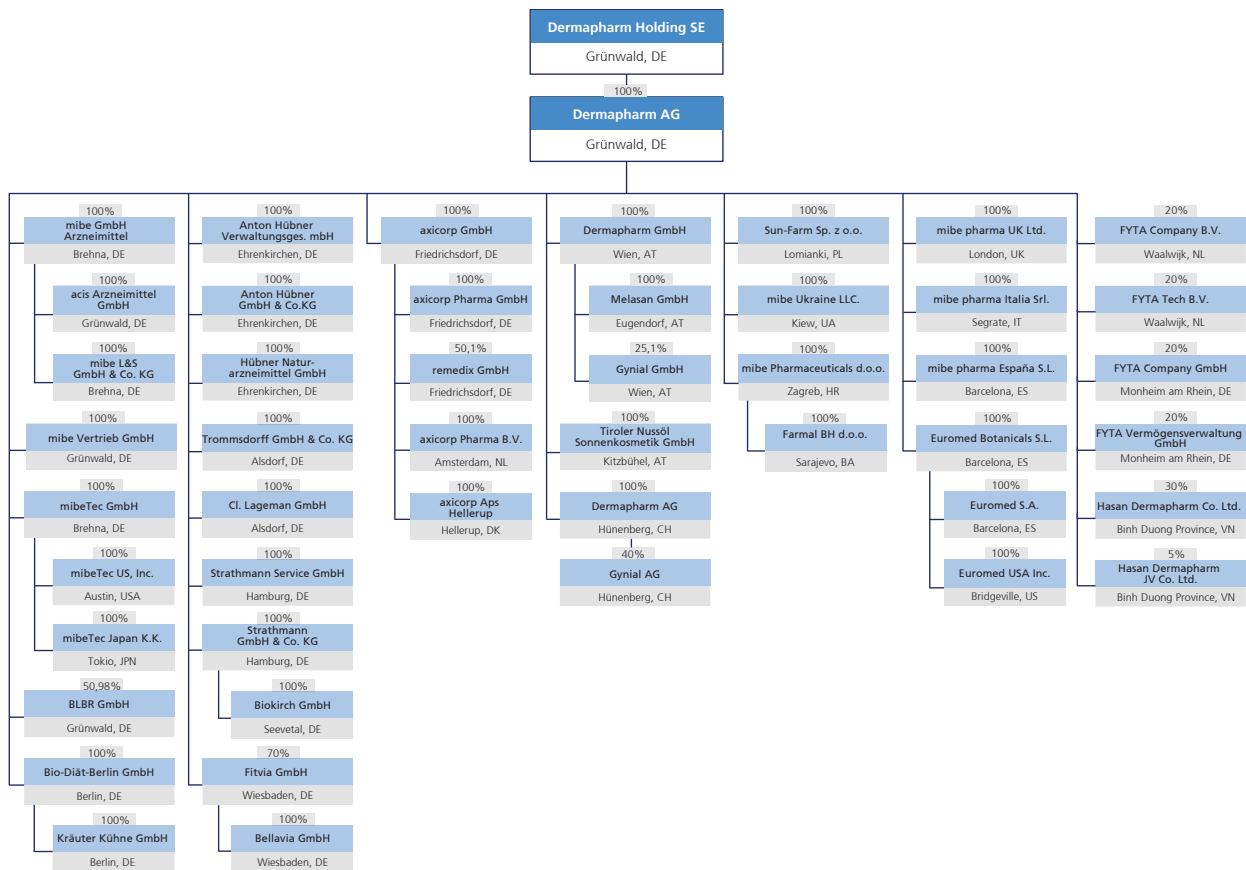 Dermapharm Holding SE
Grünwald, DE
100%
Dermapharm AG
Grünwald, DE
100%
mibe GmbH
Arzneimittel
Brehna, DE
100%
acis Arzneimittel
GmbH
Grünwald, DE
100%
mibe L&S
GmbH & Co. KG
Brehna, DE
100%
mibe Vertrieb GmbH
Grünwald, DE
100%
mibeTec GmbH
Brehna, DE
100%
mibeTec US, Inc.
Austin, USA
100%
mibeTec Japan K.K.
Tokio, JPN
50,98%
BLBR GmbH
Grünwald, DE
100%
Bio-Diät-Berlin GmbH
Berlin, DE
100%
Kräuter Kühne GmbH
Berlin, DE
100%
Anton Hübner
Verwaltungsges. mbH
Ehrenkirchen, DE
100%
Anton Hübner
GmbH & Co.KG
Ehrenkirchen, DE
100%
Hübner Natur-
arzneimittel GmbH
Ehrenkirchen, DE
100%
Trommsdorff GmbH & Co. KG
Alsdorf, DE
100%
Cl. Lageman GmbH
Alsdorf, DE
100%
Strathmann Service GmbH
Hamburg, DE
100%
Strathmann
GmbH & Co. KG
Hamburg, DE
100%
Biokirch GmbH
Seevetal, DE
70%
Fitvia GmbH
Wiesbaden, DE
100%
Bellavia GmbH
Wiesbaden, DE
100%
axicorp GmbH
Friedrichsdorf, DE
100%
axicorp Pharma GmbH
Friedrichsdorf, DE
50,1%
remedix GmbH
Friedrichsdorf, DE
100%
axicorp Pharma B.V.
Amsterdam, NL
100%
axicorp Aps
Hellerup
Hellerup, DK
100%
Dermapharm GmbH
Wien, AT
100%
Melasan GmbH
Eugendorf, AT
25,1%
Gynial GmbH
Wien, AT
100%
Tiroler Nussöl
Sonnenkosmetik GmbH
Kitzbühel, AT
100%
Dermapharm AG
Hünenberg, CH
40%
Gynial AG
Hünenberg, CH
100%
Sun-Farm Sp. z o.o.
Lomianki, PL
100%
mibe Ukraine LLC.
Kiew, UA
100%
mibe Pharmaceuticals d.o.o.
Zagreb, HR
100%
Farmal BH d.o.o.
Sarajevo, BA
100%
mibe pharma UK Ltd.
London, UK
100%
mibe pharma Italia Srl.
Segrate, IT
100%
mibe pharma España S.L.
Barcelona, ES
100%
Euromed Botanicals S.L.
Barcelona, ES
100%
Euromed S.A.
Barcelona, ES
100%
Euromed USA Inc.
Bridgeville, US
20%
FYTA Company B.V.
Waalwijk, NL
20%
FYTA Tech B.V.
Waalwijk, NL
20%
FYTA Company GmbH
Monheim am Rhein, DE
20%
FYTA Vermögensverwaltung
GmbH
Monheim am Rhein, DE
30%
Hasan Dermapharm Co. Ltd.
Binh Duong Province, VN
5%
Hasan Dermapharm
JV Co. Ltd.
Binh Duong Province, VN